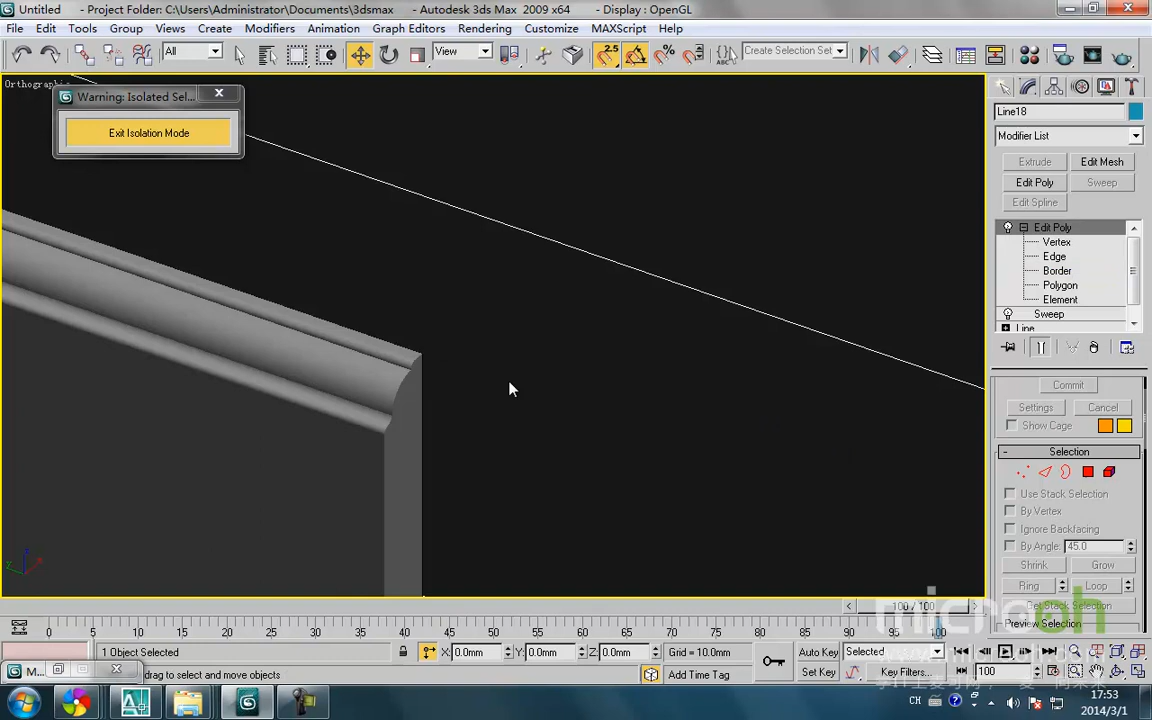 Untitled - Project Folder: C:\Users\Administrator\Documents\3dsmax - Autodesk 3ds Max 2009 x64 - Display : OpenGL
File Edit Tools Group Views Create Modifiers Animation Graph Editors Rendering Customize MAXScript Help
All View 2.5 Create Selection Set
Orthographic
Warning: Isolated Sel...
Exit Isolation Mode
Line18
Modifier List
Extrude Edit Mesh
Edit Poly Sweep
Edit Spline
Edit Poly
Vertex
Edge
Border
Polygon
Element
Sweep
Line
Commit
Settings Cancel
Show Cage
Selection
Use Stack Selection
By Vertex
Ignore Backfacing
By Angle: 45.0
Shrink Grow
Ring Loop
Get Stack Selection
Preview Selection
100 / 100
0 5 10 15 20 25 30 35 40 45 50 55 60 65 70 75 80 85 90 95 100
1 Object Selected X: 0.0mm Y: 0.0mm Z: 0.0mm Grid = 10.0mm Auto Key Selected
M... drag to select and move objects Add Time Tag Set Key Key Filters... 100
CH 17:53
2014/3/1